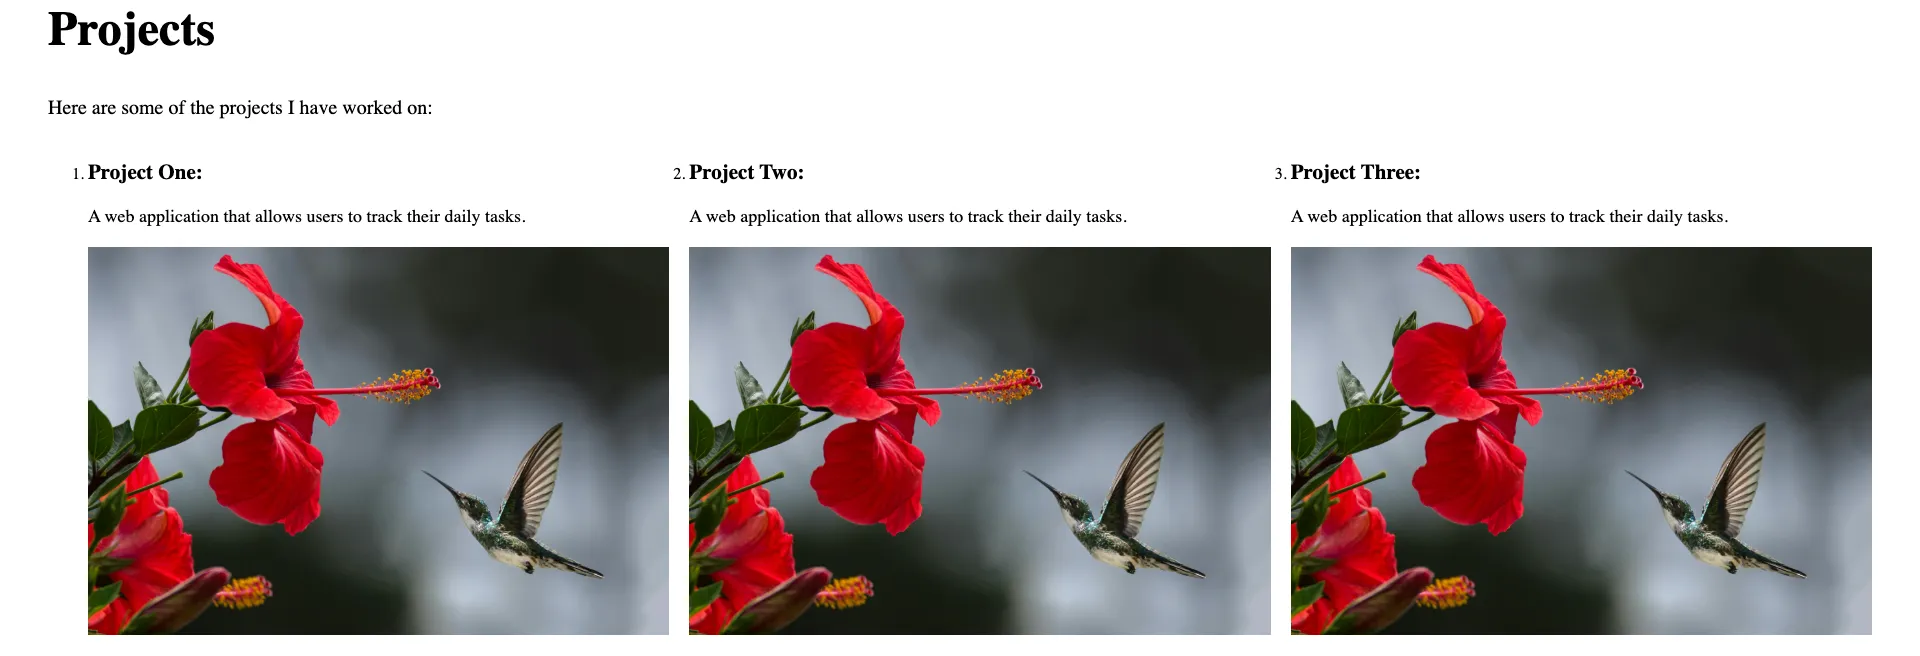 Projects
Here are some of the projects I have worked on:
1. Project One:
A web application that allows users to track their daily tasks.
2. Project Two:
A web application that allows users to track their daily tasks.
3. Project Three:
A web application that allows users to track their daily tasks.